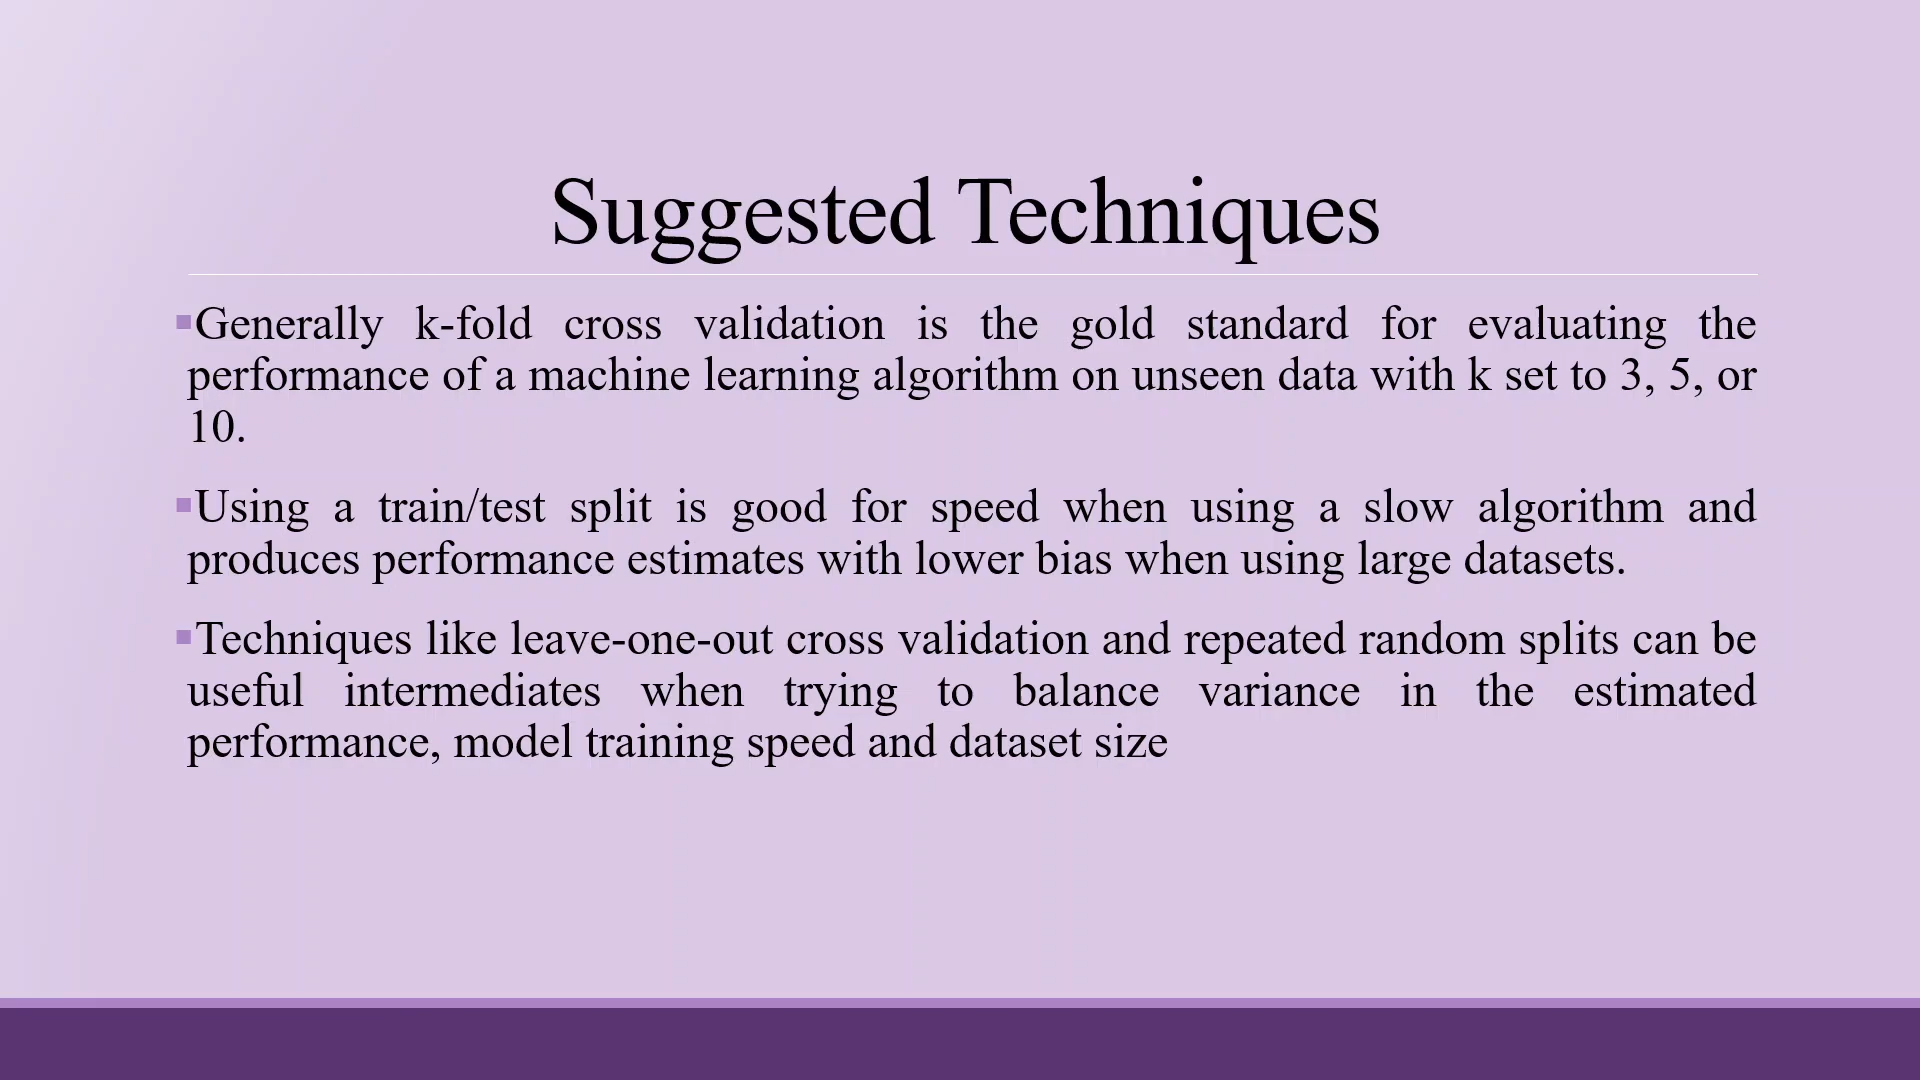 Suggested Techniques
▪Generally k-fold cross validation is the gold standard for evaluating the
performance of a machine learning algorithm on unseen data with k set to 3, 5, or
10.
▪Using a train/test split is good for speed when using a slow algorithm and
produces performance estimates with lower bias when using large datasets.
▪Techniques like leave-one-out cross validation and repeated random splits can be
useful intermediates when trying to balance variance in the estimated
performance, model training speed and dataset size